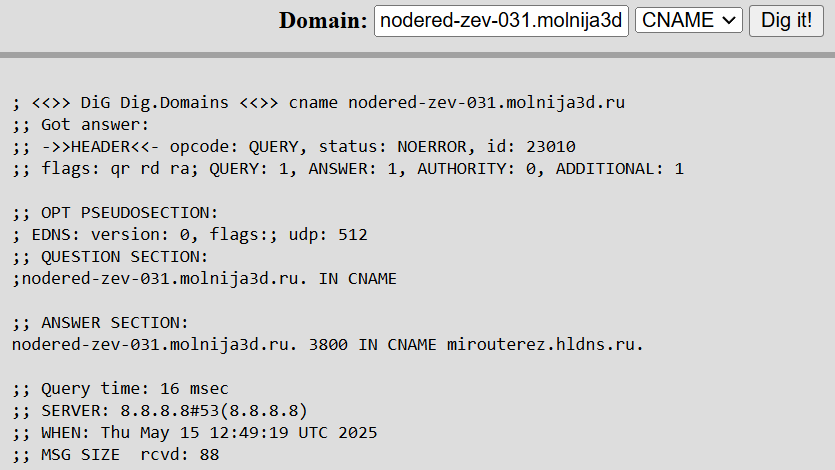 Domain: nodered-zev-031.molnija3d CNAME Dig it!
; <<>> DiG Dig.Domains <<>> cname nodered-zev-031.molnija3d.ru
;; Got answer:
;; ->>HEADER<<- opcode: QUERY, status: NOERROR, id: 23010
;; flags: qr rd ra; QUERY: 1, ANSWER: 1, AUTHORITY: 0, ADDITIONAL: 1
;; OPT PSEUDOSECTION:
; EDNS: version: 0, flags:; udp: 512
;; QUESTION SECTION:
;nodered-zev-031.molnija3d.ru. IN CNAME
;; ANSWER SECTION:
nodered-zev-031.molnija3d.ru. 3800 IN CNAME mirouterez.hldns.ru.
;; Query time: 16 msec
;; SERVER: 8.8.8.8#53(8.8.8.8)
;; WHEN: Thu May 15 12:49:19 UTC 2025
;; MSG SIZE  rcvd: 88